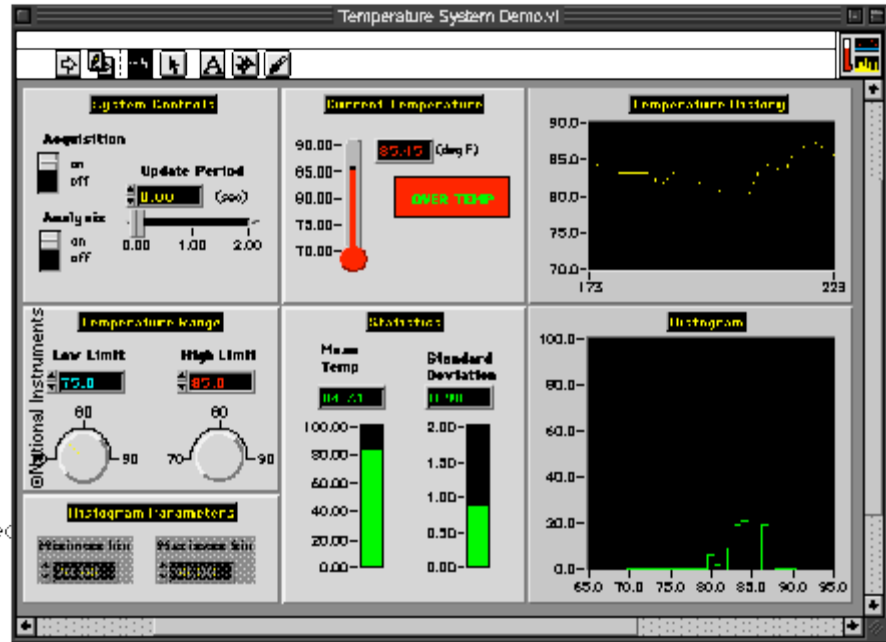 Temperature System Demo.vi
System Controls
Acquisition
on
off
Update Period
0.00 (sec)
Analysis
on
off
0.00 1.00 2.00
Current Temperature
90.00
85.00
80.00
75.00
70.00
85.45 (deg F)
OVER TEMP
Temperature History
90.0
85.0
80.0
75.0
70.0
173 223
©National Instruments
Temperature Range
Low Limit
75.0
80
90
High Limit
85.0
80
70 90
Histogram Parameters
Statistics
Mean
Temp
100.00
80.00
60.00
40.00
20.00
0.00
Standard
Deviation
2.00
1.50
1.00
0.50
0.00
Histogram
100.0
80.0
60.0
40.0
20.0
0.0
65.0 70.0 75.0 80.0 85.0 90.0 95.0